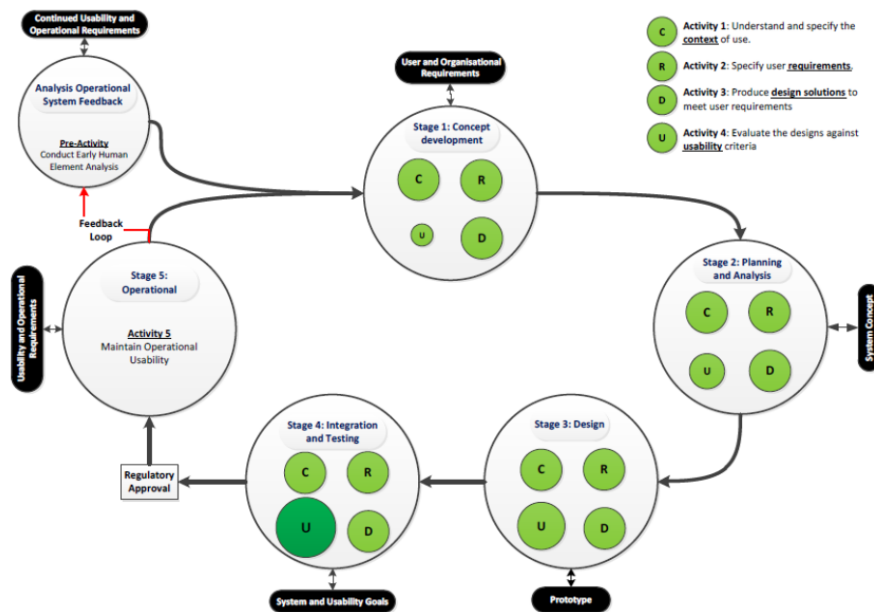 Continued Usability and
Operational Requirements
Analysis Operational
System Feedback
Pre-Activity
Conduct Early Human
Element Analysis
Feedback
Loop
User and Organisational
Requirements
Stage 1: Concept
development
C
R
U
D
C
Activity 1: Understand and specify the
context of use.
R
Activity 2: Specify user requirements.
D
Activity 3: Produce design solutions to
meet user requirements
U
Activity 4: Evaluate the designs against
usability criteria
Stage 2: Planning
and Analysis
C
R
U
D
System Concept
Stage 3: Design
C
R
U
D
Prototype
Stage 4: Integration
and Testing
C
R
U
D
System and Usability Goals
Regulatory
Approval
Stage 5:
Operational
Activity 5
Maintain Operational
Usability
Usability and Operational
Requirements